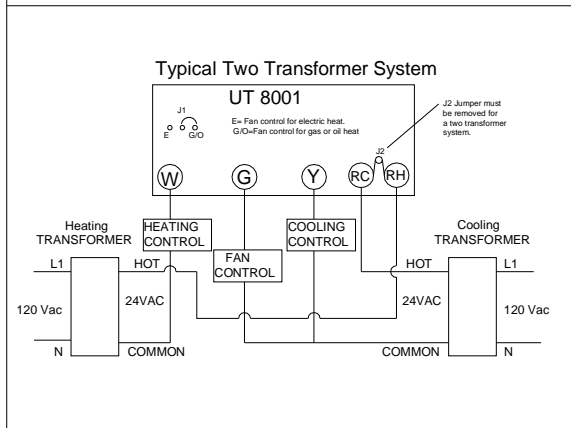 Typical Two Transformer System
UT 8001
J1
E
G/O
E= Fan control for electric heat.
G/O=Fan control for gas or oil heat
J2 Jumper must
be removed for
a two transformer
system.
J2
W
G
Y
RC
RH
Heating
TRANSFORMER
HEATING
CONTROL
FAN
CONTROL
COOLING
CONTROL
Cooling
TRANSFORMER
L1
HOT
HOT
L1
120 Vac
24VAC
24VAC
120 Vac
N
COMMON
COMMON
N